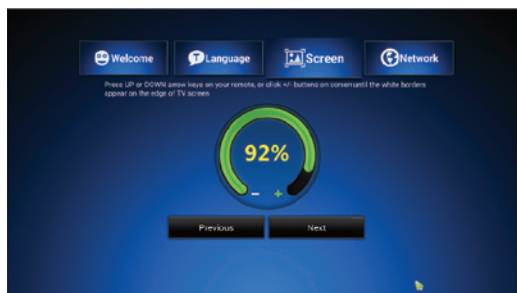 Welcome
Language
Screen
Network
Press UP or DOWN arrow keys on your remote, or click +/- buttons on screen until the white borders
appear on the edge of TV screen
92%
- +
Previous
Next